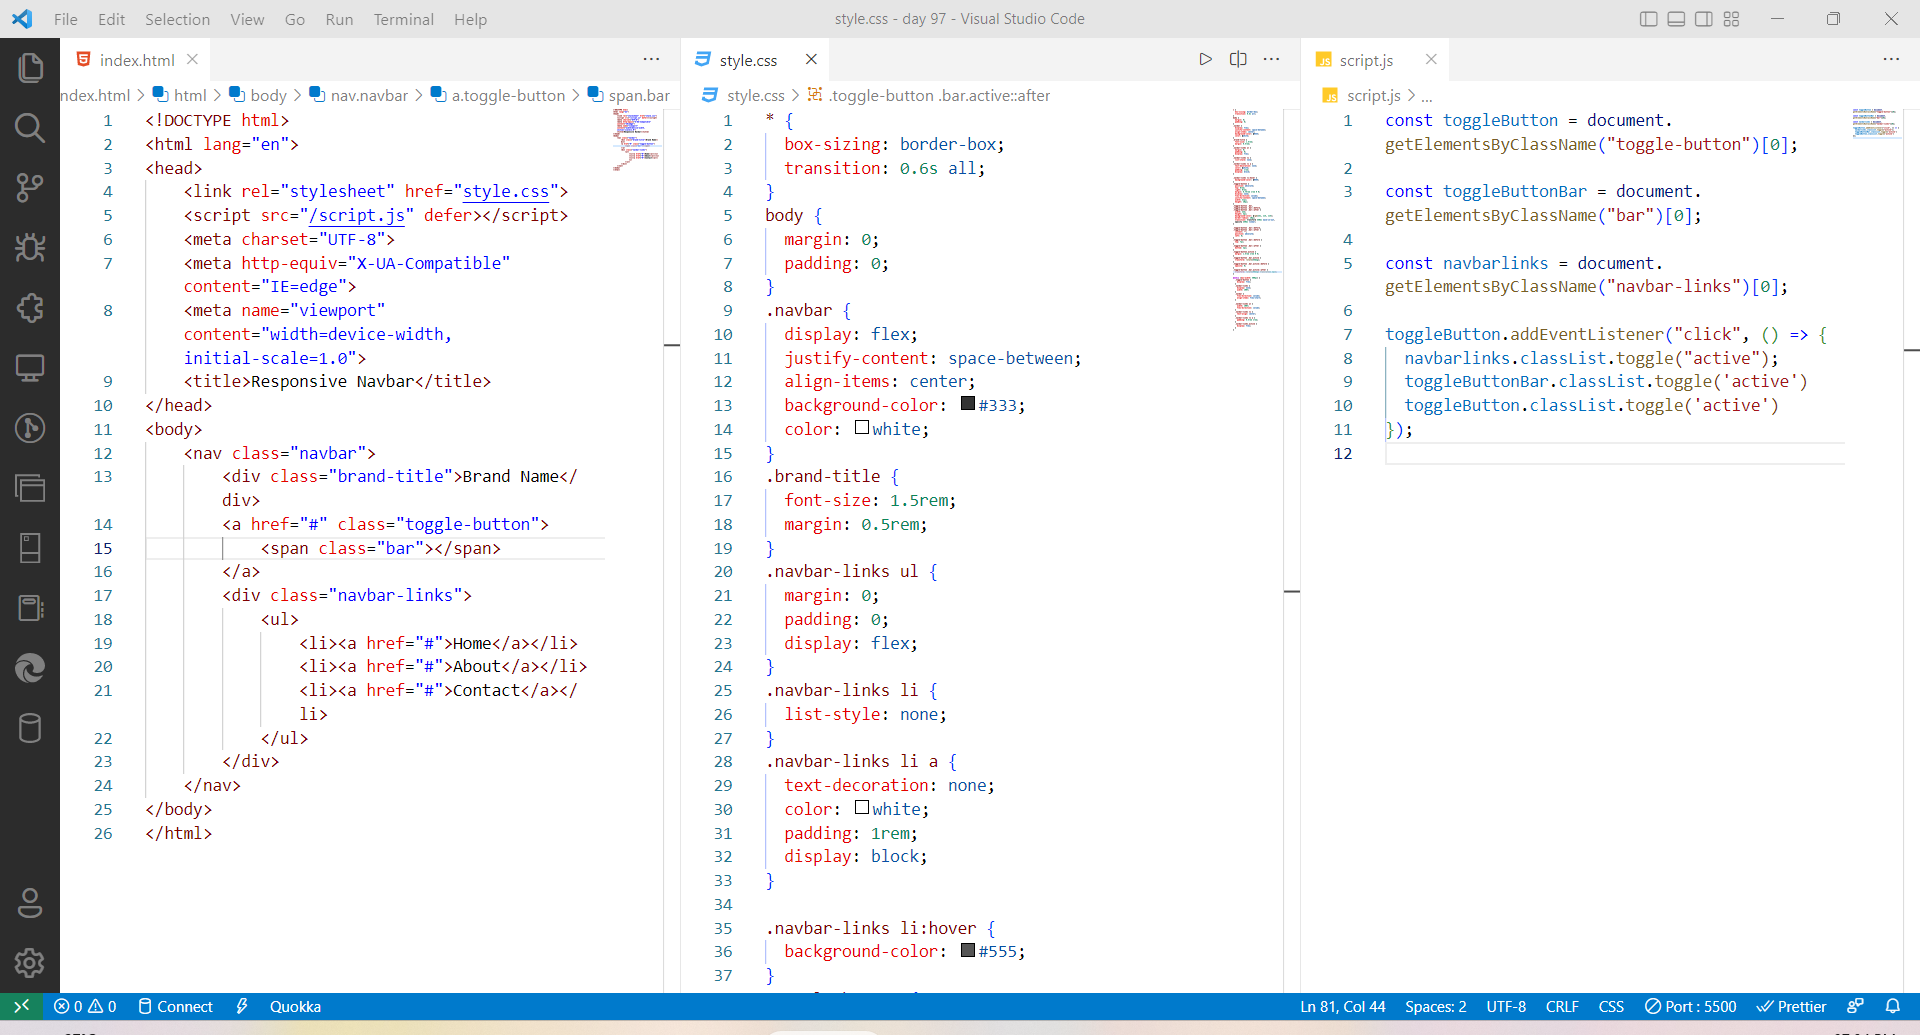 File Edit Selection View Go Run Terminal Help
style.css - day 97 - Visual Studio Code
index.html
ndex.html > html > body > nav.navbar > a.toggle-button > span.bar
1 <!DOCTYPE html>
2 <html lang="en">
3 <head>
4 <link rel="stylesheet" href="style.css">
5 <script src="/script.js" defer></script>
6 <meta charset="UTF-8">
7 <meta http-equiv="X-UA-Compatible"
content="IE=edge">
8 <meta name="viewport"
content="width=device-width,
initial-scale=1.0">
9 <title>Responsive Navbar</title>
10 </head>
11 <body>
12 <nav class="navbar">
13 <div class="brand-title">Brand Name</
div>
14 <a href="#" class="toggle-button">
15 <span class="bar"></span>
16 </a>
17 <div class="navbar-links">
18 <ul>
19 <li><a href="#">Home</a></li>
20 <li><a href="#">About</a></li>
21 <li><a href="#">Contact</a></
li>
22 </ul>
23 </div>
24 </nav>
25 </body>
26 </html>
style.css
style.css > .toggle-button .bar.active::after
1 * {
2 box-sizing: border-box;
3 transition: 0.6s all;
4 }
5 body {
6 margin: 0;
7 padding: 0;
8 }
9 .navbar {
10 display: flex;
11 justify-content: space-between;
12 align-items: center;
13 background-color: #333;
14 color: white;
15 }
16 .brand-title {
17 font-size: 1.5rem;
18 margin: 0.5rem;
19 }
20 .navbar-links ul {
21 margin: 0;
22 padding: 0;
23 display: flex;
24 }
25 .navbar-links li {
26 list-style: none;
27 }
28 .navbar-links li a {
29 text-decoration: none;
30 color: white;
31 padding: 1rem;
32 display: block;
33 }
34
35 .navbar-links li:hover {
36 background-color: #555;
37 }
JS script.js
JS script.js > ...
1 const toggleButton = document.
getElementsByClassName("toggle-button")[0];
2
3 const toggleButtonBar = document.
getElementsByClassName("bar")[0];
4
5 const navbarlinks = document.
getElementsByClassName("navbar-links")[0];
6
7 toggleButton.addEventListener("click", () => {
8 navbarlinks.classList.toggle("active");
9 toggleButtonBar.classList.toggle('active')
10 toggleButton.classList.toggle('active')
11 });
12
0 0 Connect Quokka
Ln 81, Col 44 Spaces: 2 UTF-8 CRLF CSS Port : 5500 Prettier